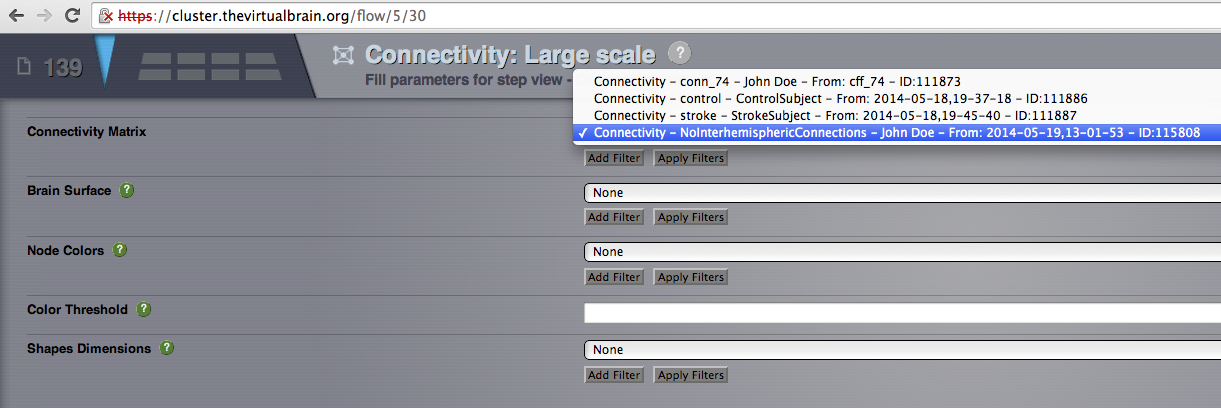 https://cluster.thevirtualbrain.org/flow/5/30
139
Connectivity: Large scale ?
Fill parameters for step view -
Connectivity - conn_74 - John Doe - From: cff_74 - ID:111873
Connectivity - control - ControlSubject - From: 2014-05-18,19-37-18 - ID:111886
Connectivity - stroke - StrokeSubject - From: 2014-05-18,19-45-40 - ID:111887
✓ Connectivity - NoInterhemisphericConnections - John Doe - From: 2014-05-19,13-01-53 - ID:115808
Connectivity Matrix
Add Filter Apply Filters
Brain Surface ? None
Add Filter Apply Filters
Node Colors ? None
Add Filter Apply Filters
Color Threshold ?
Shapes Dimensions ? None
Add Filter Apply Filters